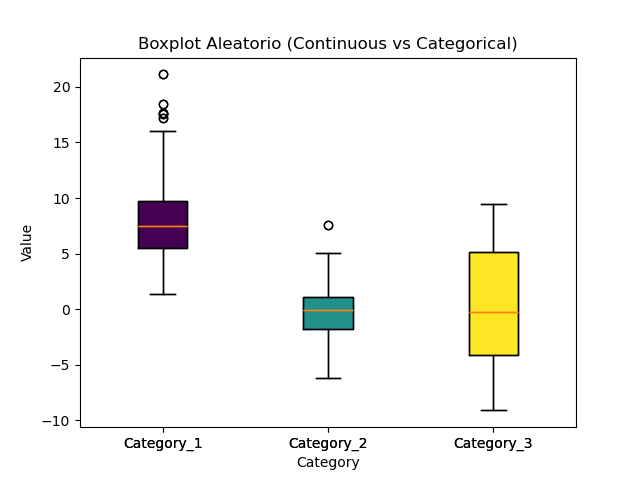 Boxplot Aleatorio (Continuous vs Categorical)
20
15
10
5
0
−5
−10
Value
Category_1 Category_2 Category_3
Category